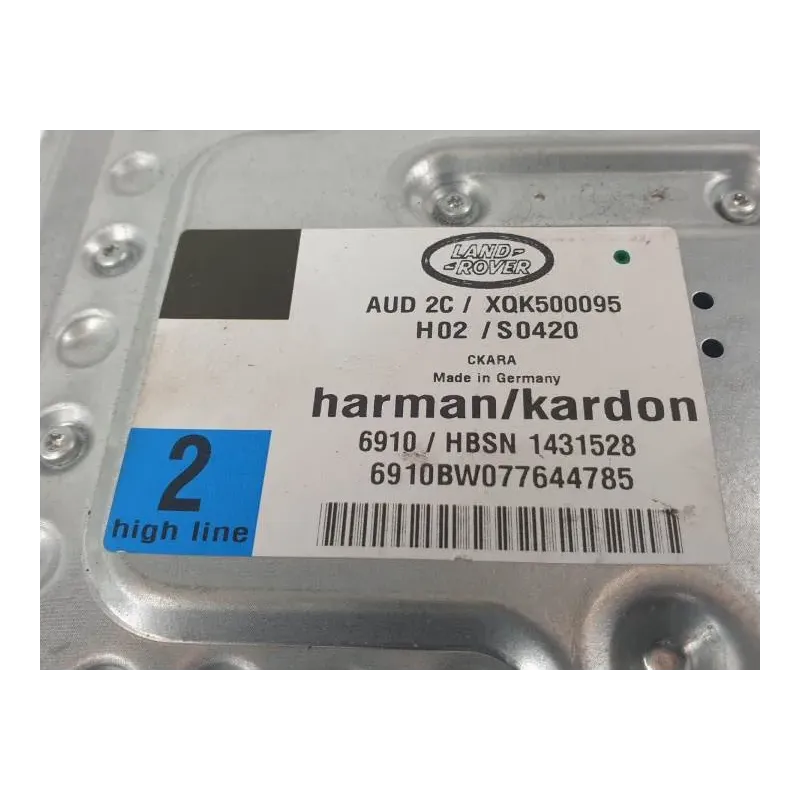 LAND-
-ROVER
AUD 2C / XQK500095
H02 / S0420
CKARA
Made in Germany
harman/kardon
6910 / HBSN 1431528
6910BW077644785
2
high line